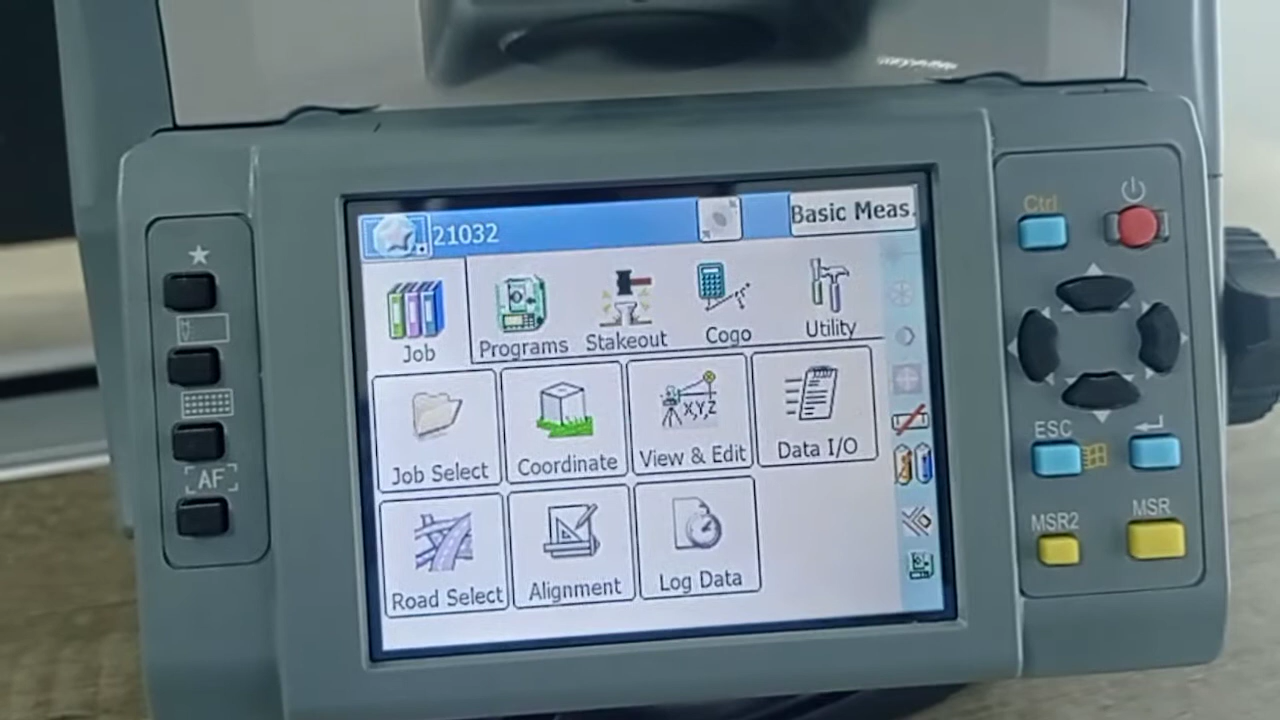 21032
Basic Meas.
Job
Programs
Stakeout
Cogo
Utility
Job Select
Coordinate
X,Y,Z
View & Edit
Data I/O
Road Select
Alignment
Log Data
AF
Ctrl
ESC
MSR2
MSR